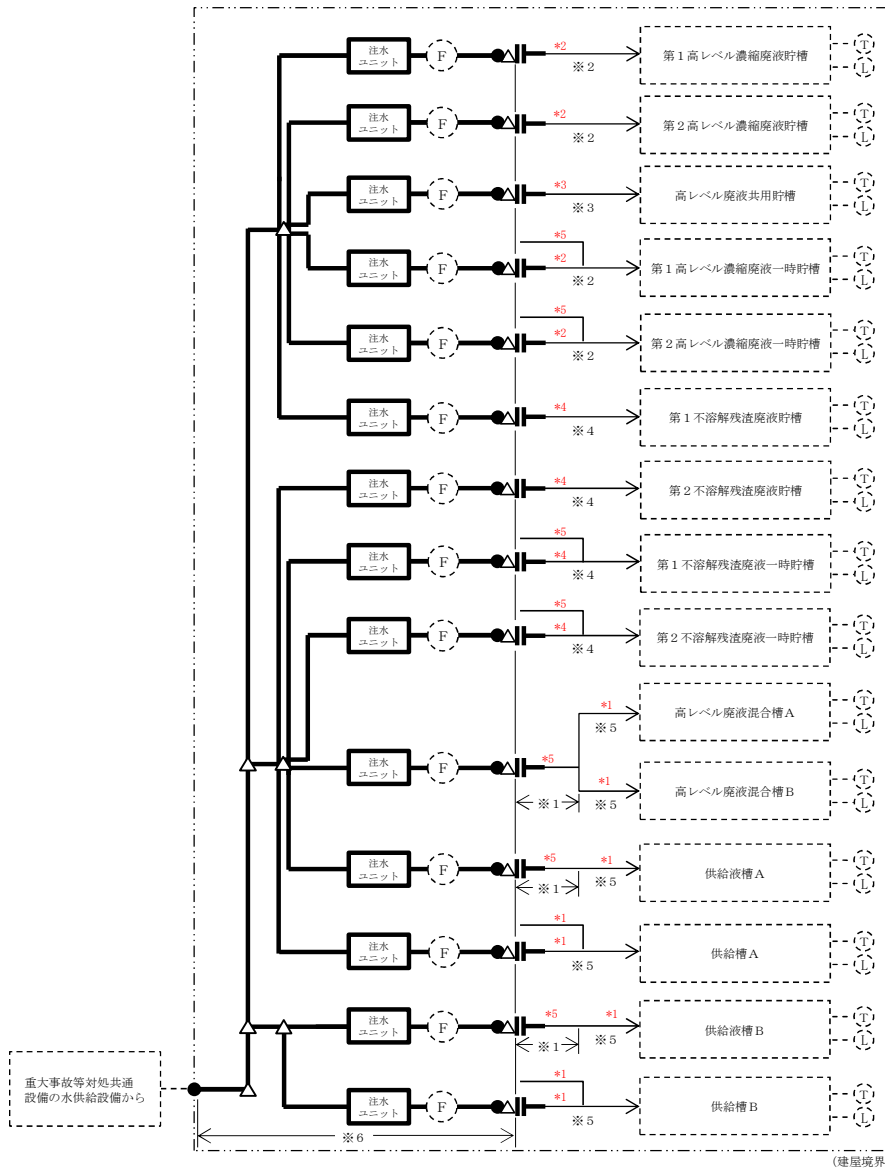 注水
ユニット
F
*2
※2
第1高レベル濃縮廃液貯槽
T
L
注水
ユニット
F
*2
※2
第2高レベル濃縮廃液貯槽
T
L
注水
ユニット
F
*3
※3
高レベル廃液共用貯槽
T
L
注水
ユニット
F
*5
*2
※2
第1高レベル濃縮廃液一時貯槽
T
L
注水
ユニット
F
*5
*2
※2
第2高レベル濃縮廃液一時貯槽
T
L
注水
ユニット
F
*4
※4
第1不溶解残渣廃液貯槽
T
L
注水
ユニット
F
*4
※4
第2不溶解残渣廃液貯槽
T
L
注水
ユニット
F
*5
*4
※4
第1不溶解残渣廃液一時貯槽
T
L
注水
ユニット
F
*5
*4
※4
第2不溶解残渣廃液一時貯槽
T
L
*1
※5
高レベル廃液混合槽A
T
L
注水
ユニット
F
*5
※1
*1
※5
高レベル廃液混合槽B
T
L
注水
ユニット
F
*5
*1
※1
※5
供給液槽A
T
L
注水
ユニット
F
*1
*1
※5
供給槽A
T
L
注水
ユニット
F
*5
*1
※1
※5
供給液槽B
T
L
注水
ユニット
F
*1
*1
※5
供給槽B
T
L
重大事故等対処共通
設備の水供給設備から
※6
(建屋境界